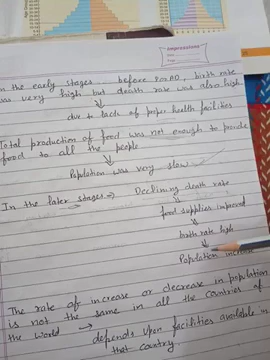 Impressions
n the early stages before 8000AD, birth rate
was very high but death rate was also high.
due to lack of proper health facilities
Total production of food was not enough to provide
food to all the people
Population was very slow
In the later stages → Declining death rate
food supplies improved
birth rate high
Population increase
The rate of increase or decrease in population
is not the same in all the countries of
the world → depends upon facilities available in
that country.